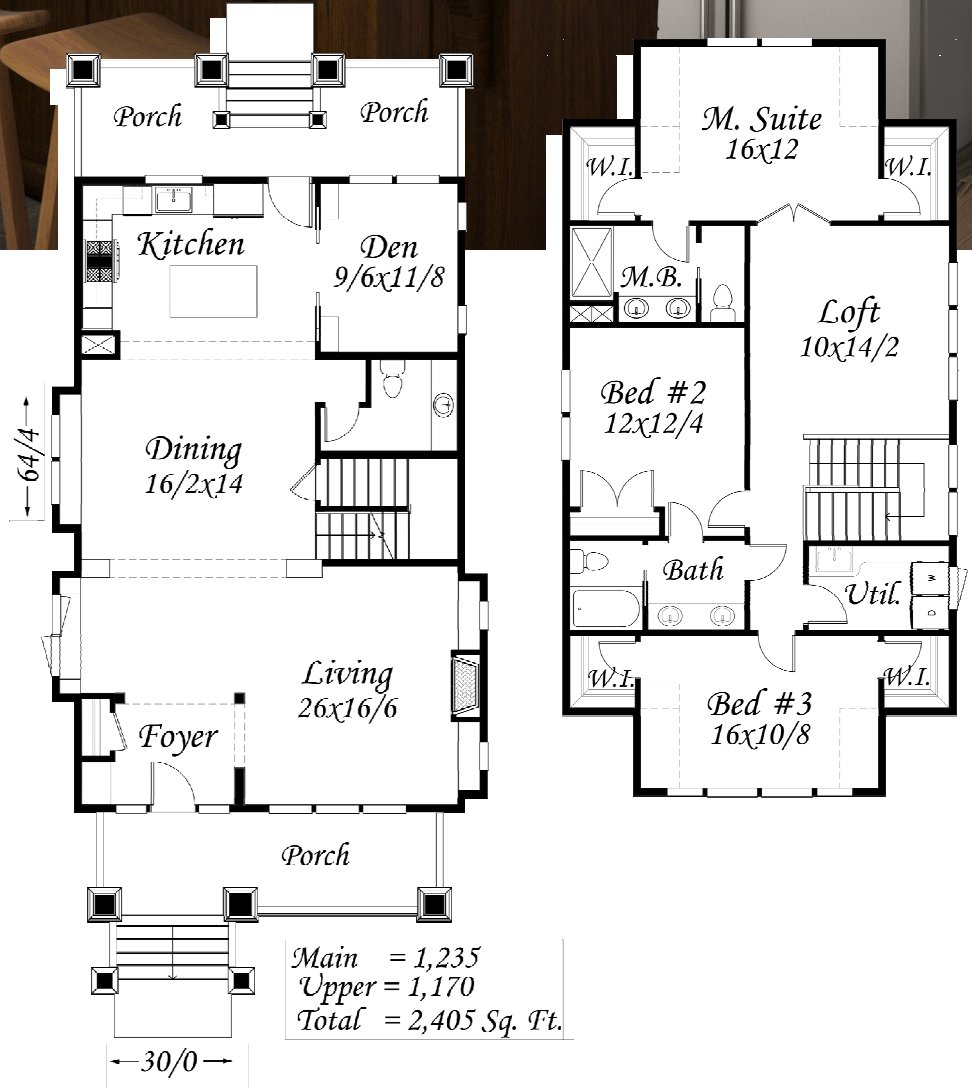 Porch
Porch
Kitchen
Den
9/6x11/8
64/4
Dining
16/2x14
Living
26x16/6
Foyer
Porch
Main = 1,235
Upper = 1,170
Total = 2,405 Sq. Ft.
30/0
M. Suite
16x12
W.I.
W.I.
M.B.
Loft
10x14/2
Bed #2
12x12/4
Bath
Util.
W
D
W.I.
W.I.
Bed #3
16x10/8